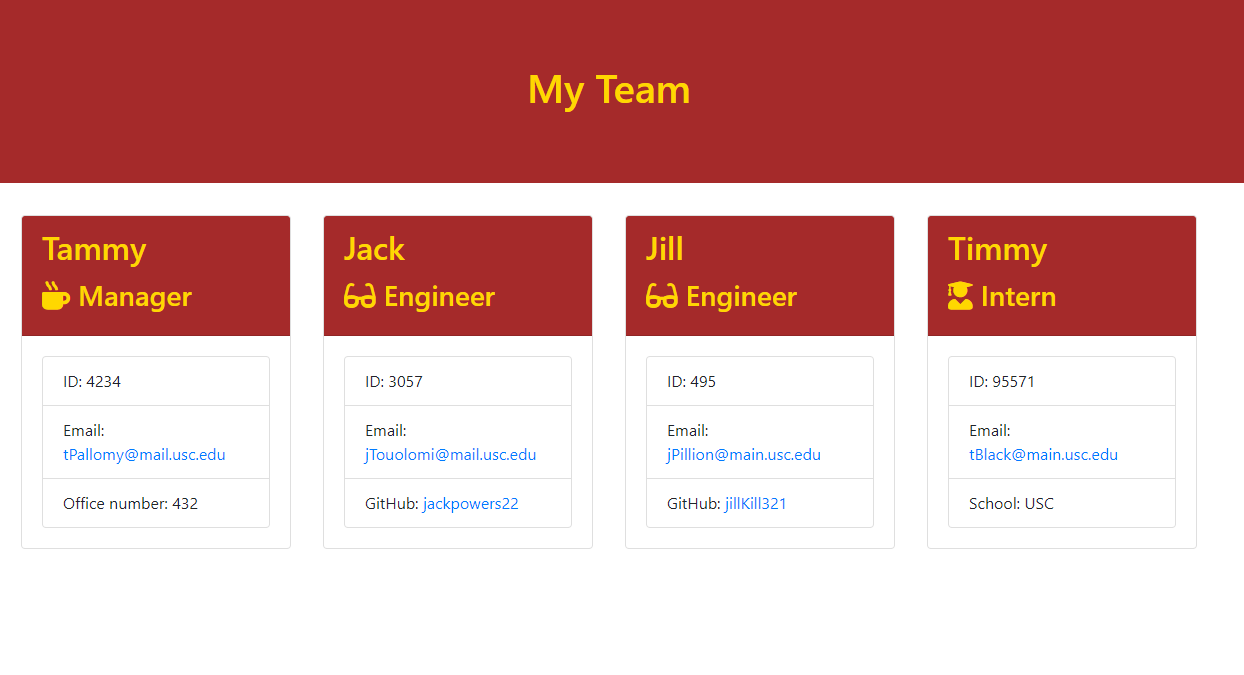 My Team
Tammy
Manager
ID: 4234
Email:
tPallomy@mail.usc.edu
Office number: 432
Jack
Engineer
ID: 3057
Email:
jTouolomi@mail.usc.edu
GitHub: jackpowers22
Jill
Engineer
ID: 495
Email:
jPillion@main.usc.edu
GitHub: jillKill321
Timmy
Intern
ID: 95571
Email:
tBlack@main.usc.edu
School: USC